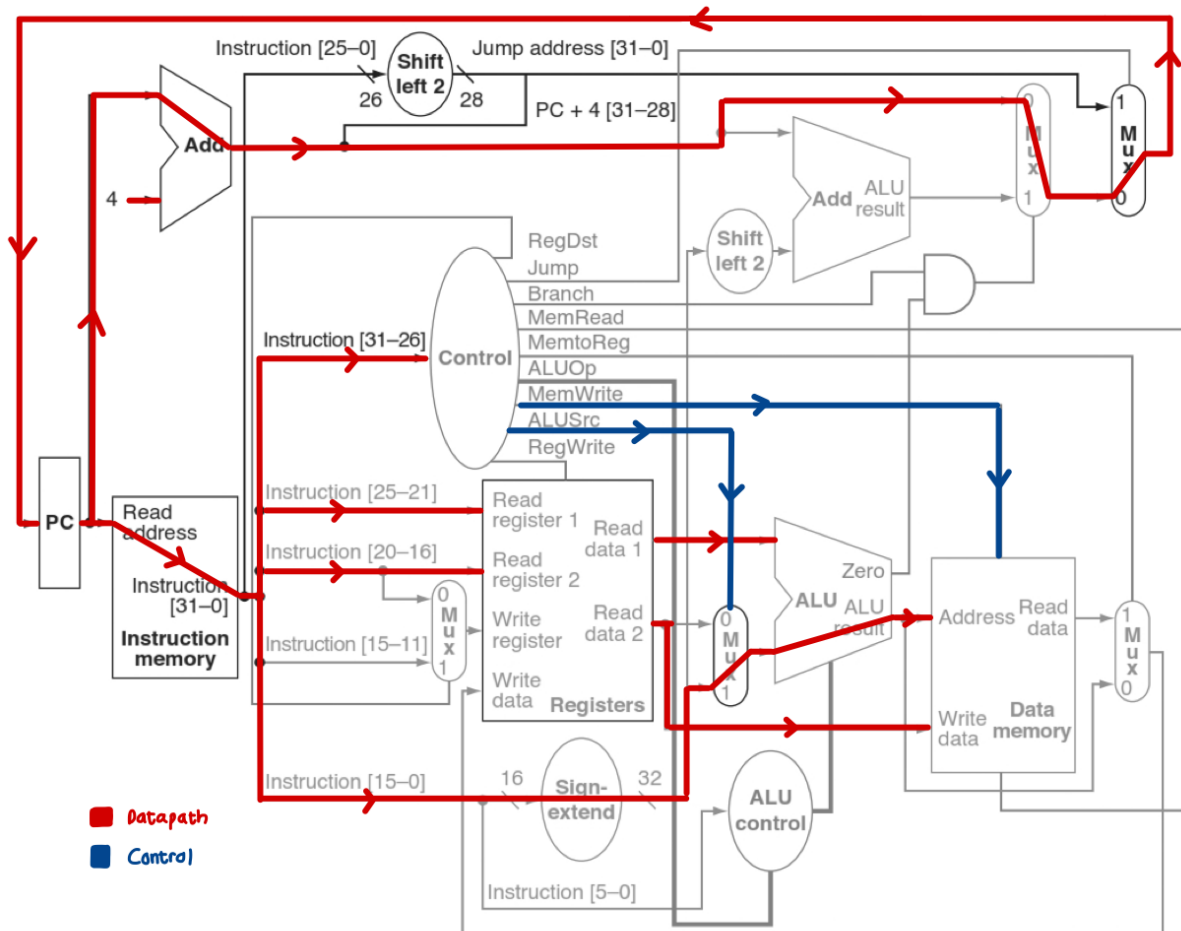 Instruction [25–0]
Shift
left 2
Jump address [31–0]
26
28
PC + 4 [31–28]
Add
4
0
M
u
x
1
1
M
u
x
0
Add
ALU
result
Shift
left 2
RegDst
Jump
Branch
MemRead
MemtoReg
ALUOp
MemWrite
ALUSrc
RegWrite
Instruction [31–26]
Control
PC
Read
address
Instruction
[31–0]
Instruction
memory
Instruction [25–21]
Instruction [20–16]
Instruction [15–11]
0
M
u
x
1
Read
register 1
Read
register 2
Write
register
Write
data
Read
data 1
Read
data 2
Registers
0
M
u
x
1
Zero
ALU
ALU
result
Address
Read
data
Write
data
Data
memory
1
M
u
x
0
Instruction [15–0]
16
Sign-
extend
32
ALU
control
Instruction [5–0]
Datapath
Control